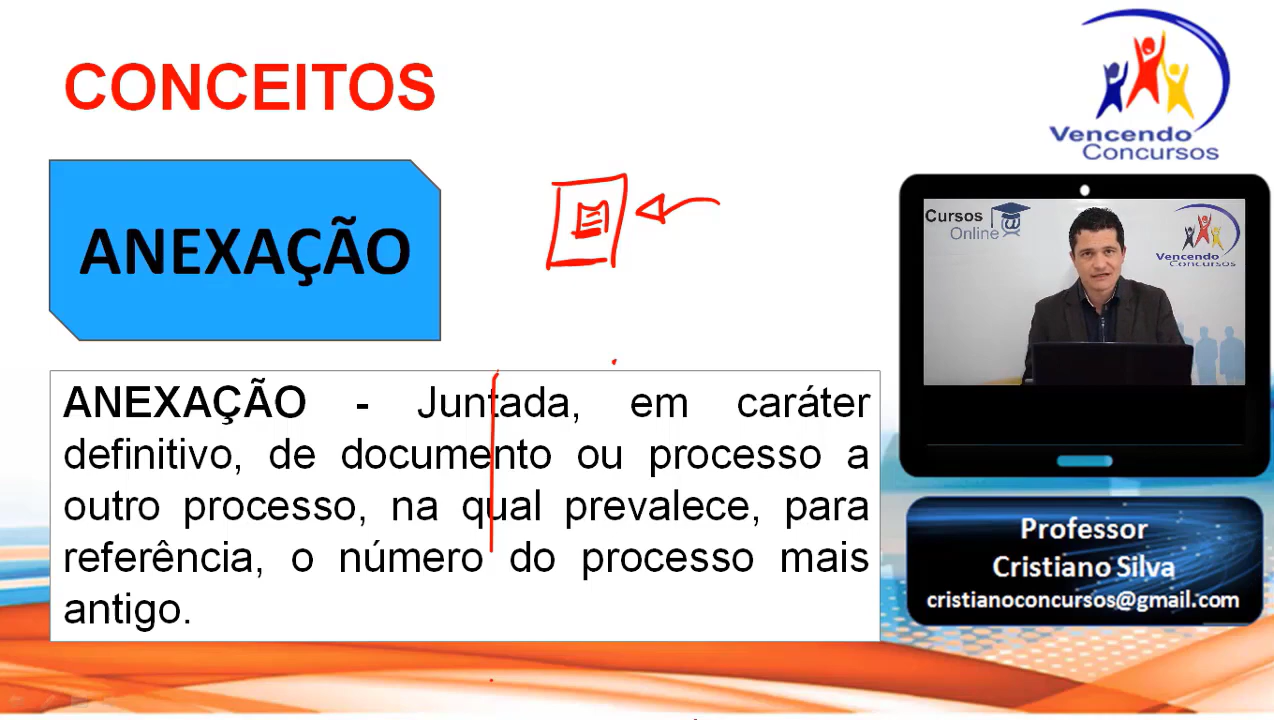 CONCEITOS
Vencendo
Concursos
ANEXAÇÃO
Cursos
Online
Vencendo
Concursos
ANEXAÇÃO - Juntada, em caráter
definitivo, de documento ou processo a
outro processo, na qual prevalece, para
referência, o número do processo mais
antigo.
Professor
Cristiano Silva
cristianoconcursos@gmail.com